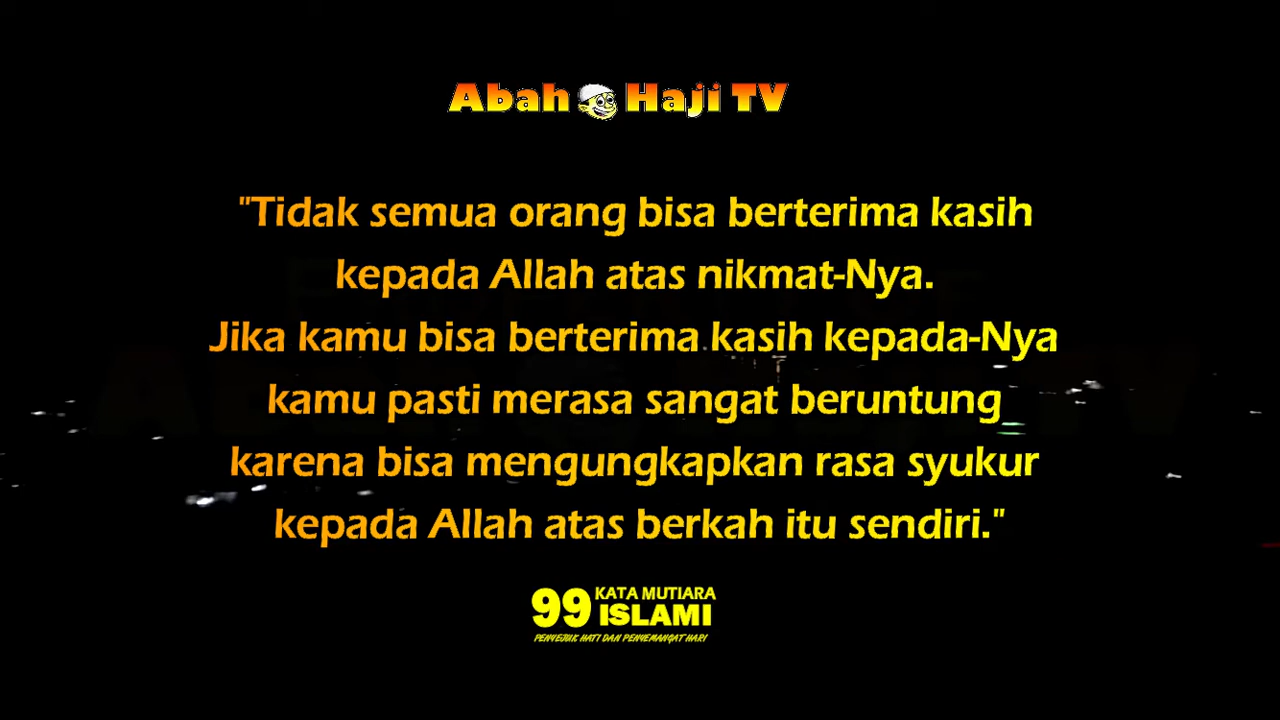 Abah Haji TV
"Tidak semua orang bisa berterima kasih
kepada Allah atas nikmat-Nya.
Jika kamu bisa berterima kasih kepada-Nya
kamu pasti merasa sangat beruntung
karena bisa mengungkapkan rasa syukur
kepada Allah atas berkah itu sendiri."
99 KATA MUTIARA
ISLAMI
PENYEJUK HATI DAN PENYEMANGAT HARI